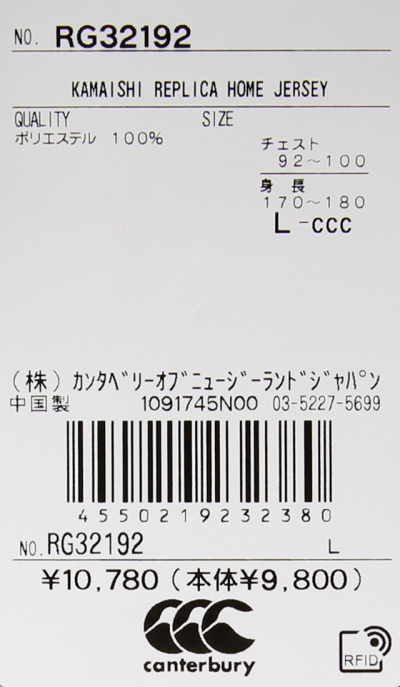 NO. RG32192
KAMAISHI REPLICA HOME JERSEY
QUALITY SIZE
ポリエステル 100%
チェスト
92～100
身長
170～180
L-CCC
(株)カンタベリーオブニュージーランドジャパン
中国製 1091745N00 03-5227-5699
4550219232380
NO. RG32192 L
¥10,780(本体¥9,800)
canterbury
RFID